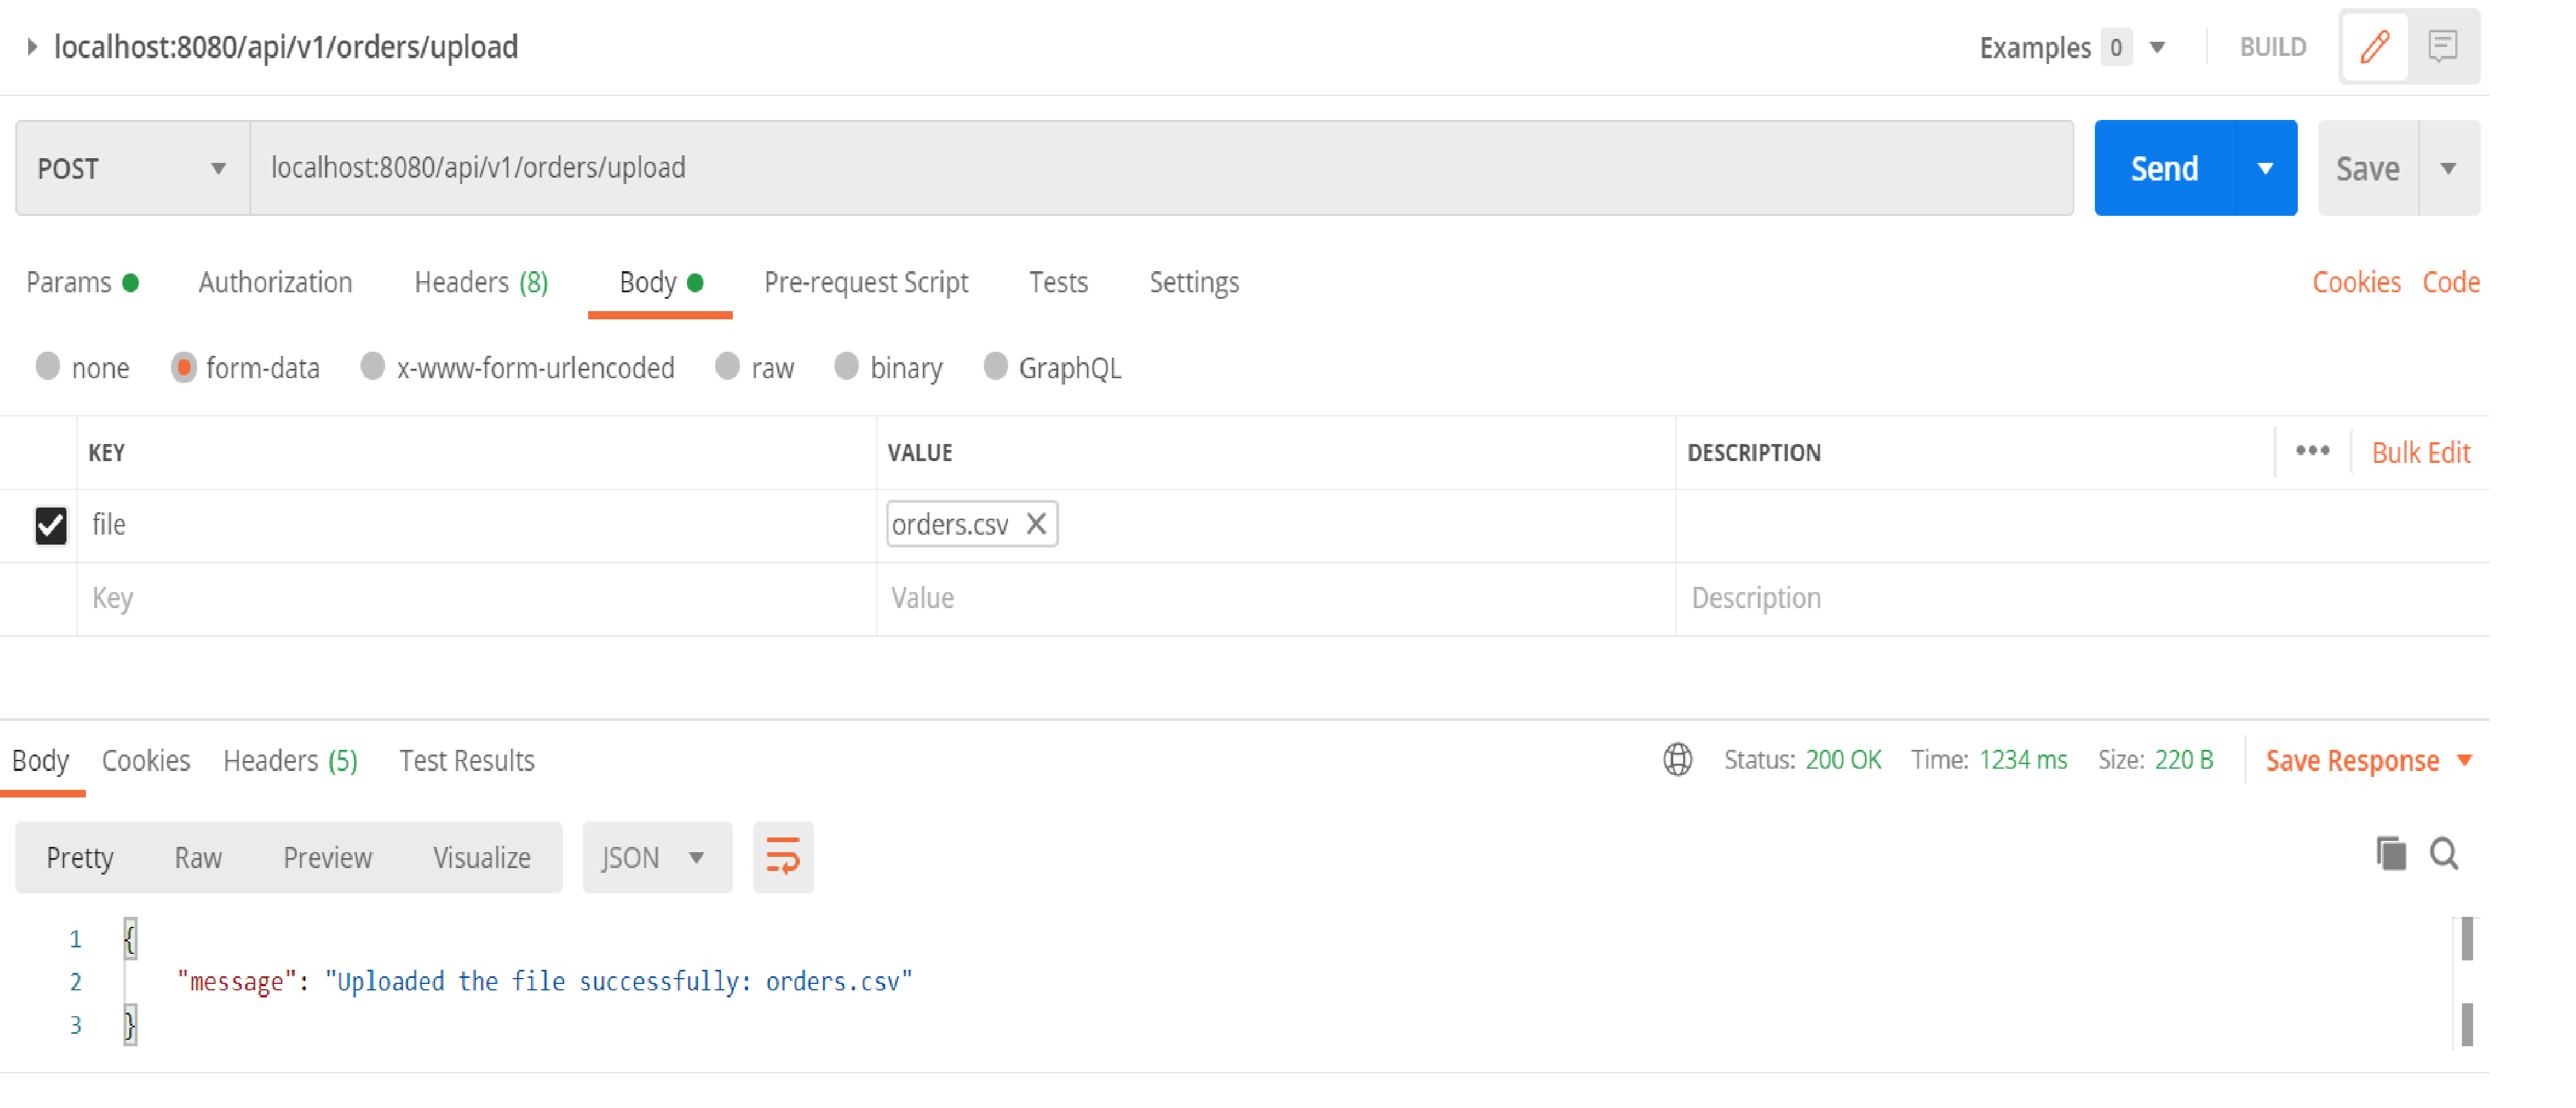 localhost:8080/api/v1/orders/upload
Examples 0 BUILD
POST localhost:8080/api/v1/orders/upload Send Save
Params Authorization Headers (8) Body Pre-request Script Tests Settings Cookies Code
none form-data x-www-form-urlencoded raw binary GraphQL
KEY VALUE DESCRIPTION ••• Bulk Edit
file orders.csv X
Key Value Description
Body Cookies Headers (5) Test Results Status: 200 OK Time: 1234 ms Size: 220 B Save Response
Pretty Raw Preview Visualize JSON
1 {
2 "message": "Uploaded the file successfully: orders.csv"
3 }